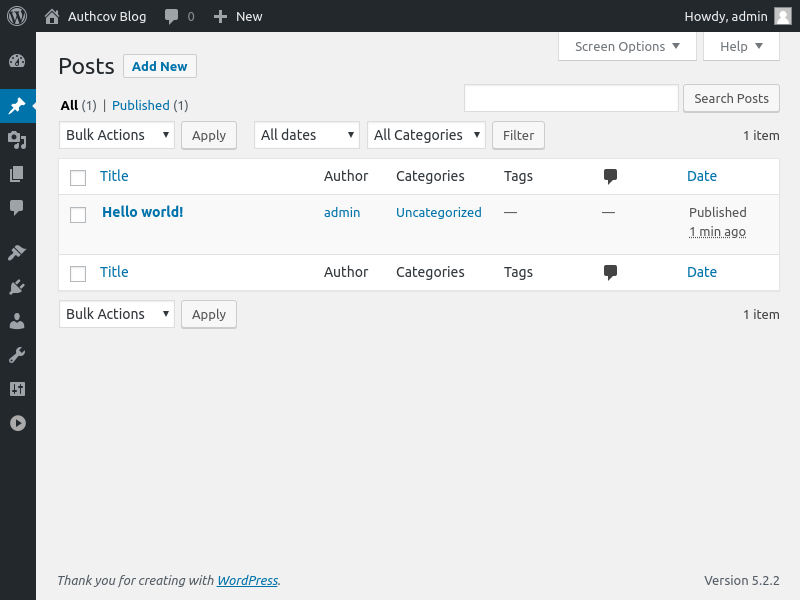 Authcov Blog 0 New Howdy, admin
Screen Options Help
Posts Add New
All (1) | Published (1)
Search Posts
Bulk Actions Apply All dates All Categories Filter 1 item
Title Author Categories Tags Date
Hello world! admin Uncategorized — — Published
1 min ago
Title Author Categories Tags Date
Bulk Actions Apply 1 item
Thank you for creating with WordPress. Version 5.2.2